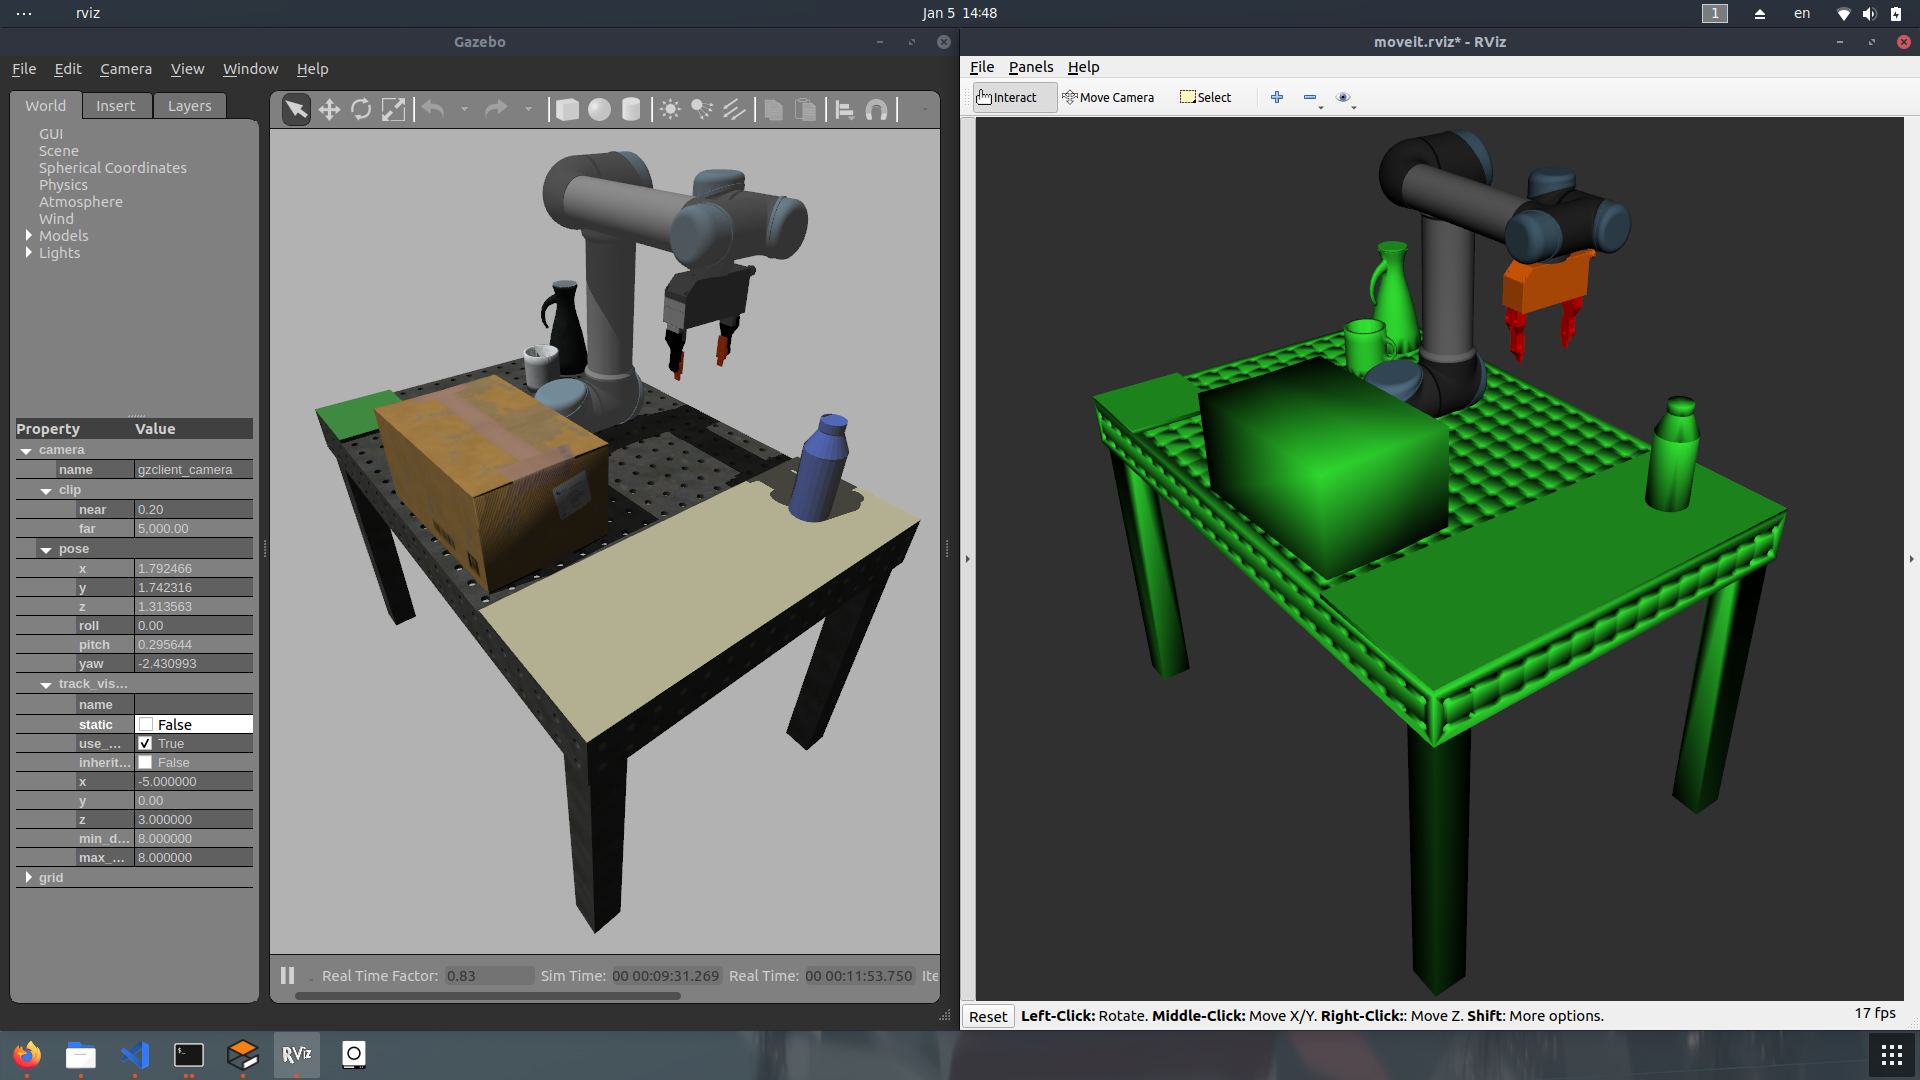 rviz
Jan 5 14:48
1
en
Gazebo
File Edit Camera View Window Help
World Insert Layers
GUI
Scene
Spherical Coordinates
Physics
Atmosphere
Wind
Models
Lights
Property Value
camera
name gzclient_camera
clip
near 0.20
far 5,000.00
pose
x 1.792466
y 1.742316
z 1.313563
roll 0.00
pitch 0.295644
yaw -2.430993
track_vis...
name
static False
use_... True
inherit... False
x -5.000000
y 0.00
z 3.000000
min_d... 8.000000
max_... 8.000000
grid
Real Time Factor: 0.83 Sim Time: 00 00:09:31.269 Real Time: 00 00:11:53.750 Ite
moveit.rviz* - RViz
File Panels Help
Interact Move Camera Select
Reset Left-Click: Rotate. Middle-Click: Move X/Y. Right-Click:: Move Z. Shift: More options.
17 fps
RViz